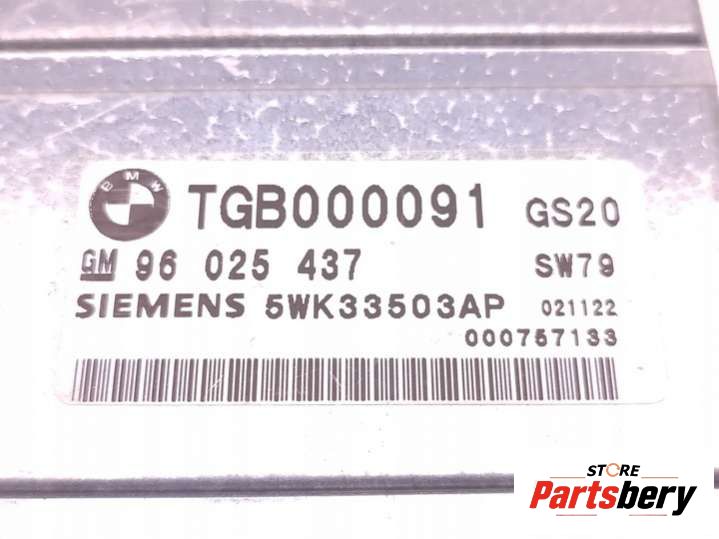 BMW TGB000091 GS20
GM 96 025 437 SW79
SIEMENS 5WK33503AP 021122
000757133
STORE
Partsbery